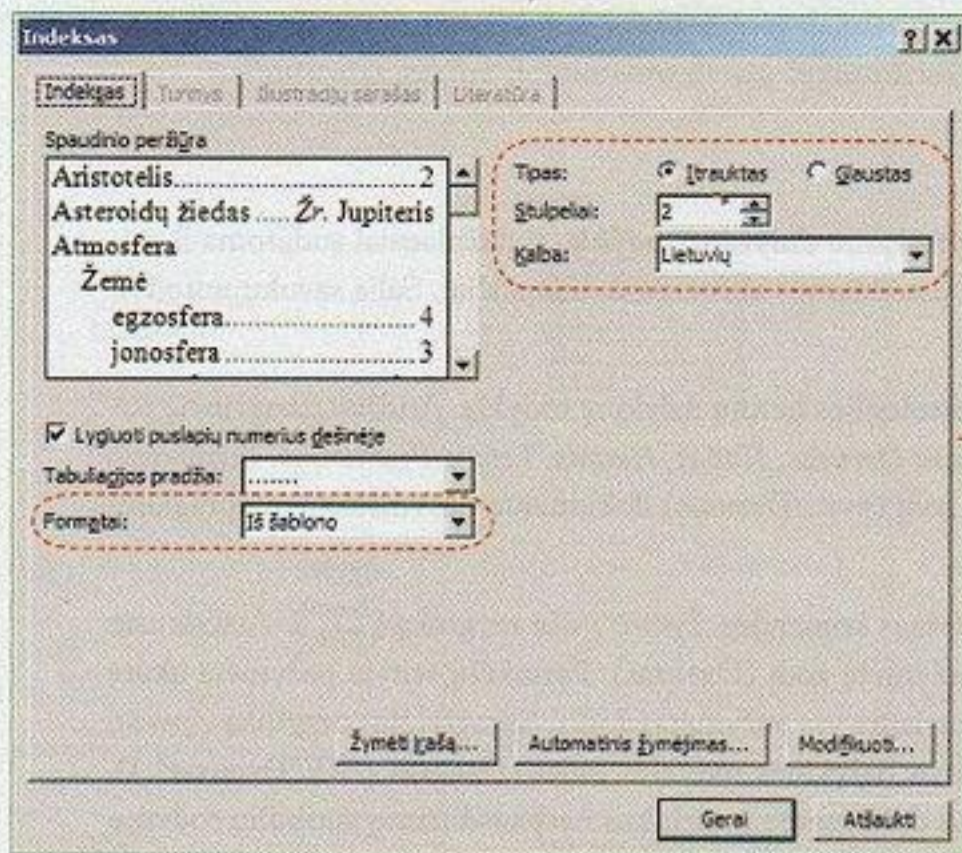 Indeksas
Indeksas Turinys Iliustracijų sąrašas Literatūra
Spaudinio peržiūra
Aristotelis.................................2
Asteroidų žiedas.....Žr. Jupiteris
Atmosfera
Žemė
egzosfera..........................4
jonosfera..........................3
Tipas: Įtrauktas Glaustas
Stulpeliai: 2
Kalba: Lietuvių
Lygiuoti puslapių numerius dešinėje
Tabuliacijos pradžia: .......
Formatai: Iš šablono
Žymėti įrašą... Automatinis žymėjimas... Modifikuoti...
Gerai Atšaukti